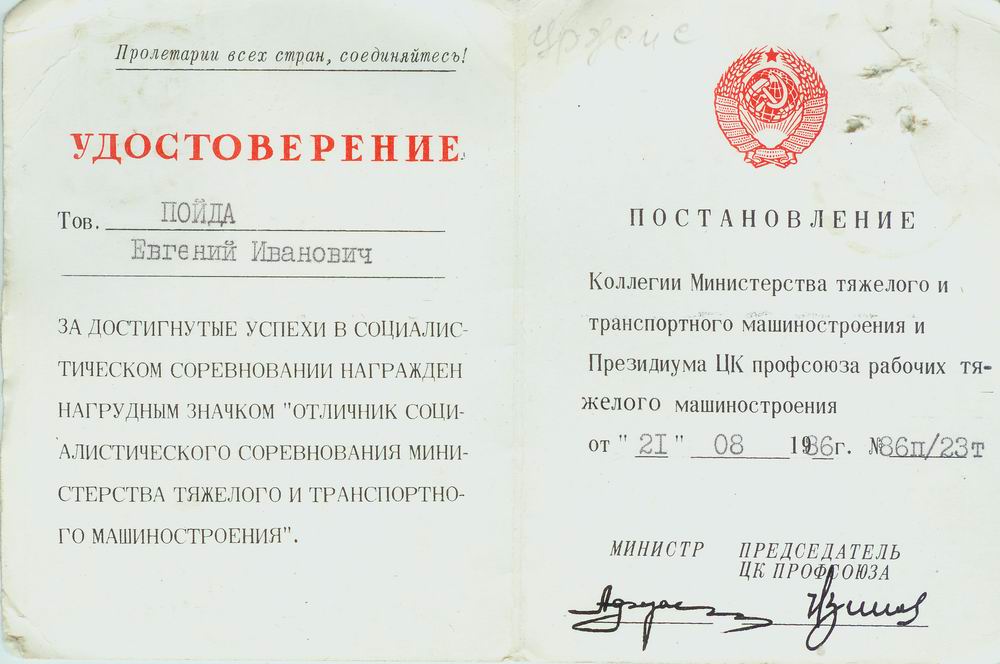 Пролетарии всех стран, соединяйтесь!
УДОСТОВЕРЕНИЕ
Тов. ПОЙДА
Евгений Иванович
ЗА ДОСТИГНУТЫЕ УСПЕХИ В СОЦИАЛИС-
ТИЧЕСКОМ СОРЕВНОВАНИИ НАГРАЖДЕН
НАГРУДНЫМ ЗНАЧКОМ "ОТЛИЧНИК СОЦИ-
АЛИСТИЧЕСКОГО СОРЕВНОВАНИЯ МИНИ-
СТЕРСТВА ТЯЖЕЛОГО И ТРАНСПОРТНО-
ГО МАШИНОСТРОЕНИЯ".
ПОСТАНОВЛЕНИЕ
Коллегии Министерства тяжелого и
транспортного машиностроения и
Президиума ЦК профсоюза рабочих тя-
желого машиностроения
от "21" 08 1986г. №86п/23т
МИНИСТР ПРЕДСЕДАТЕЛЬ
ЦК ПРОФСОЮЗА